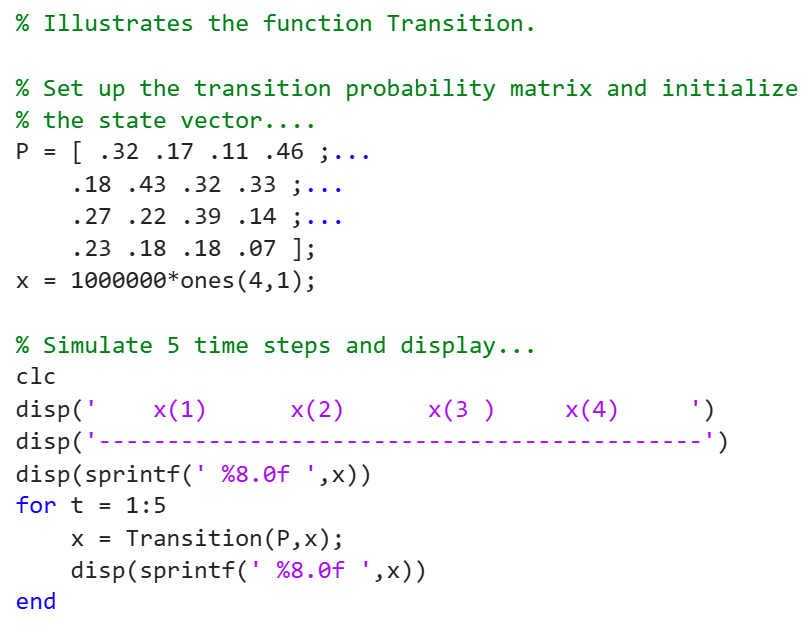 % Illustrates the function Transition.

% Set up the transition probability matrix and initialize
% the state vector....
P = [ .32 .17 .11 .46 ;...
    .18 .43 .32 .33 ;...
    .27 .22 .39 .14 ;...
    .23 .18 .18 .07 ];
x = 1000000*ones(4,1);

% Simulate 5 time steps and display...
clc
disp('    x(1)      x(2)      x(3 )     x(4)     ')
disp('--------------------------------------------')
disp(sprintf(' %8.0f ',x))
for t = 1:5
    x = Transition(P,x);
    disp(sprintf(' %8.0f ',x))
end